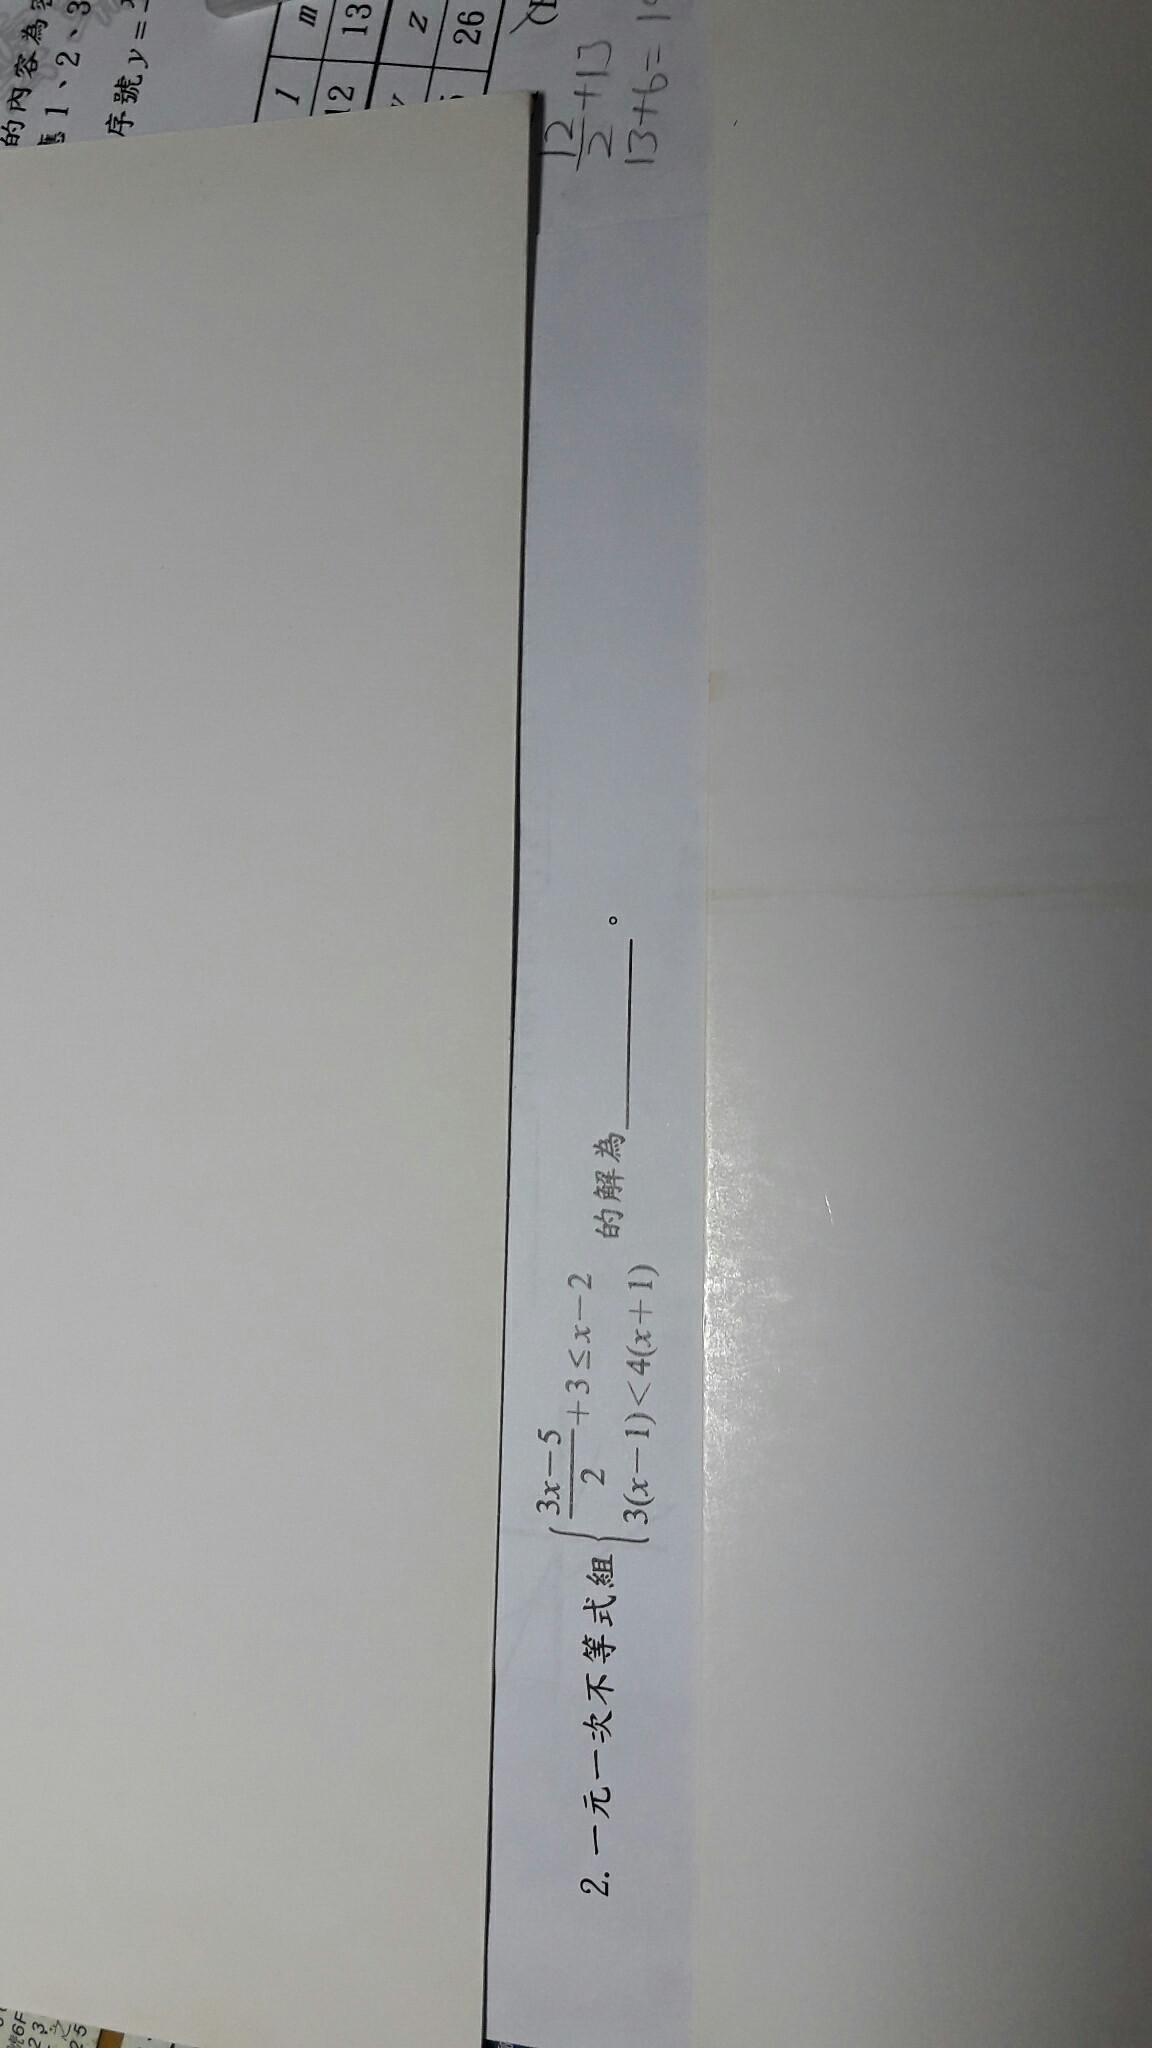 的內容為
1、2、3
序號y=
l m
12 13
z
26
12/2+13
13+6=1
2. 一元一次不等式組{(3x-5)/2+3≤x-2
3(x-1)<4(x+1) 的解為______。